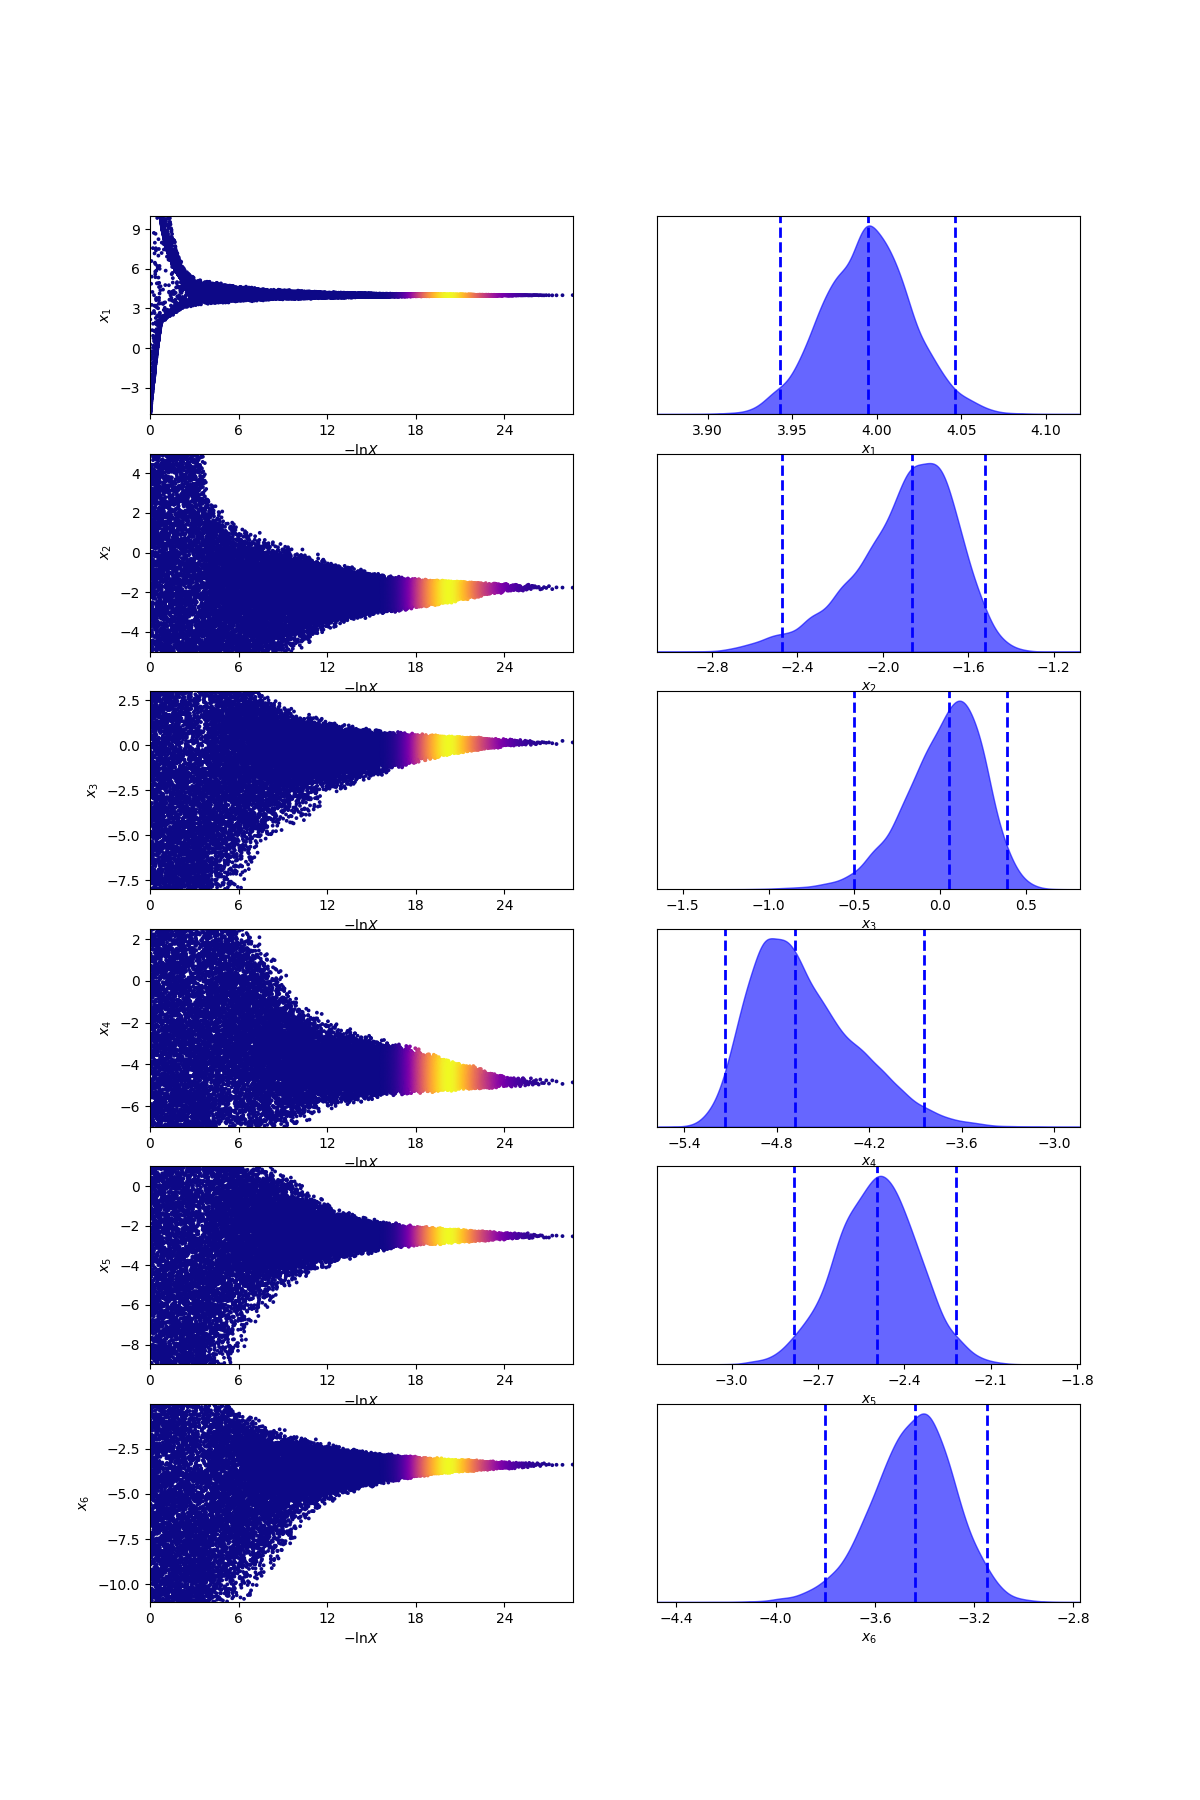 9
6
3
0
−3
x₁
0 6 12 18 24
−lnX
3.90 3.95 4.00 4.05 4.10
x₁
4
2
0
−2
−4
x₂
0 6 12 18 24
−lnX
−2.8 −2.4 −2.0 −1.6 −1.2
x₂
2.5
0.0
−2.5
−5.0
−7.5
x₃
0 6 12 18 24
−lnX
−1.5 −1.0 −0.5 0.0 0.5
x₃
2
0
−2
−4
−6
x₄
0 6 12 18 24
−lnX
−5.4 −4.8 −4.2 −3.6 −3.0
x₄
0
−2
−4
−6
−8
x₅
0 6 12 18 24
−lnX
−3.0 −2.7 −2.4 −2.1 −1.8
x₅
−2.5
−5.0
−7.5
−10.0
x₆
0 6 12 18 24
−lnX
−4.4 −4.0 −3.6 −3.2 −2.8
x₆